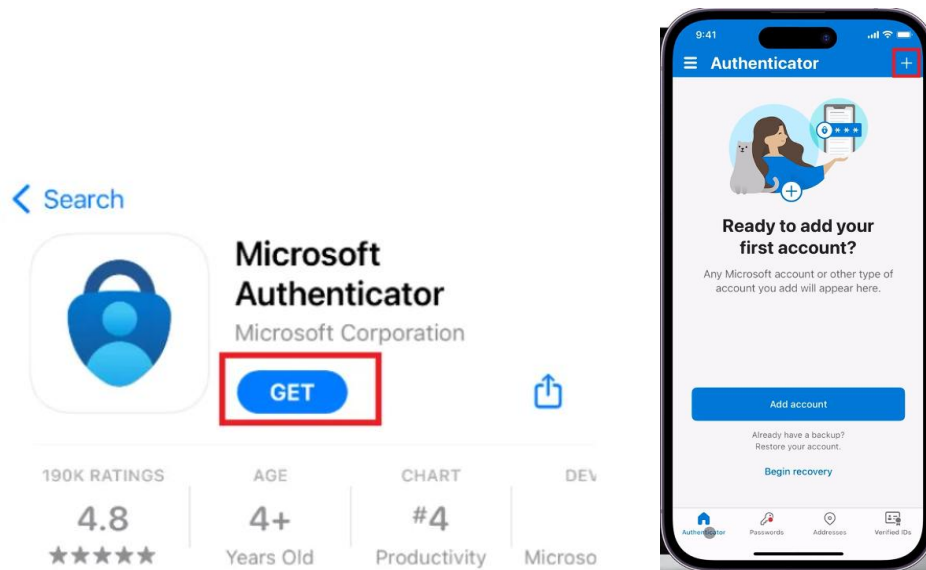 Search
Microsoft
Authenticator
Microsoft Corporation
GET
190K RATINGS
AGE
CHART
DEV
4.8
4+
#4
★★★★★
Years Old
Productivity
Microso
9:41
Authenticator
Ready to add your
first account?
Any Microsoft account or other type of
account you add will appear here.
Add account
Already have a backup?
Restore your account.
Begin recovery
Authenticator
Passwords
Addresses
Verified IDs